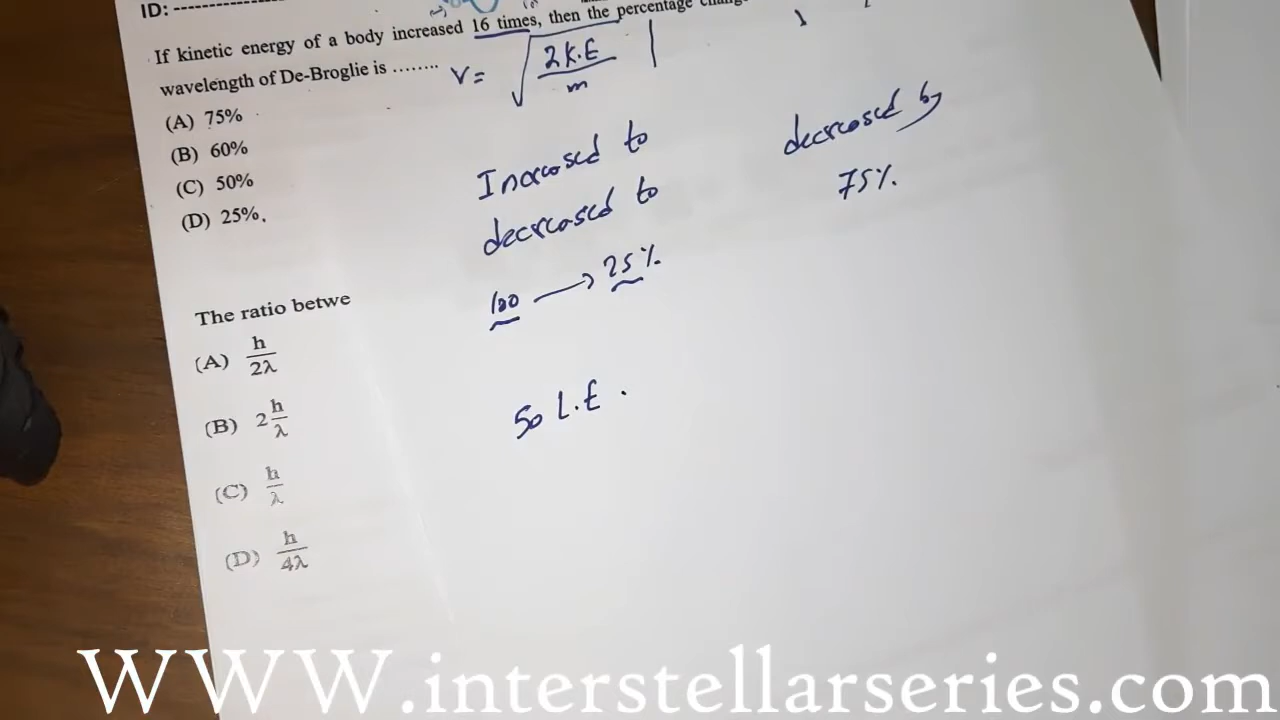 ID: ------------
If kinetic energy of a body increased 16 times, then the percentage
wavelength of De-Broglie is ........
V = √(2 K.E / m)
(A) 75%
(B) 60%
(C) 50%
(D) 25%.
Increased to
decreased to
100 → 25%
decreased by
75%
50 L.E.
The ratio betwe
(A) h/2λ
(B) 2 h/λ
(C) h/λ
(D) h/4λ
WWW.interstellarseries.com